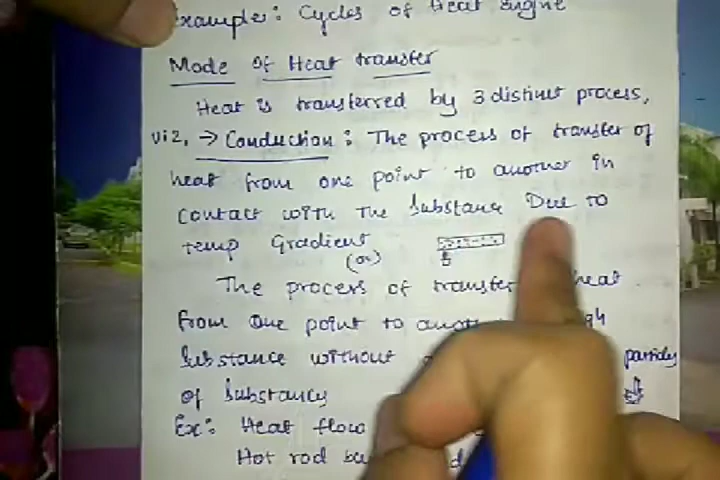 Example: Cycles of Heat Engine
Mode of Heat transfer
Heat is transferred by 3 distinct process,
viz, → Conduction: The process of transfer of
heat from one point to another in
contact with the substance Due to
temp Gradient
(or)
The process of transfer heat
from one point to
substance without particles
of substance
Ex: Heat flow
Hot rod